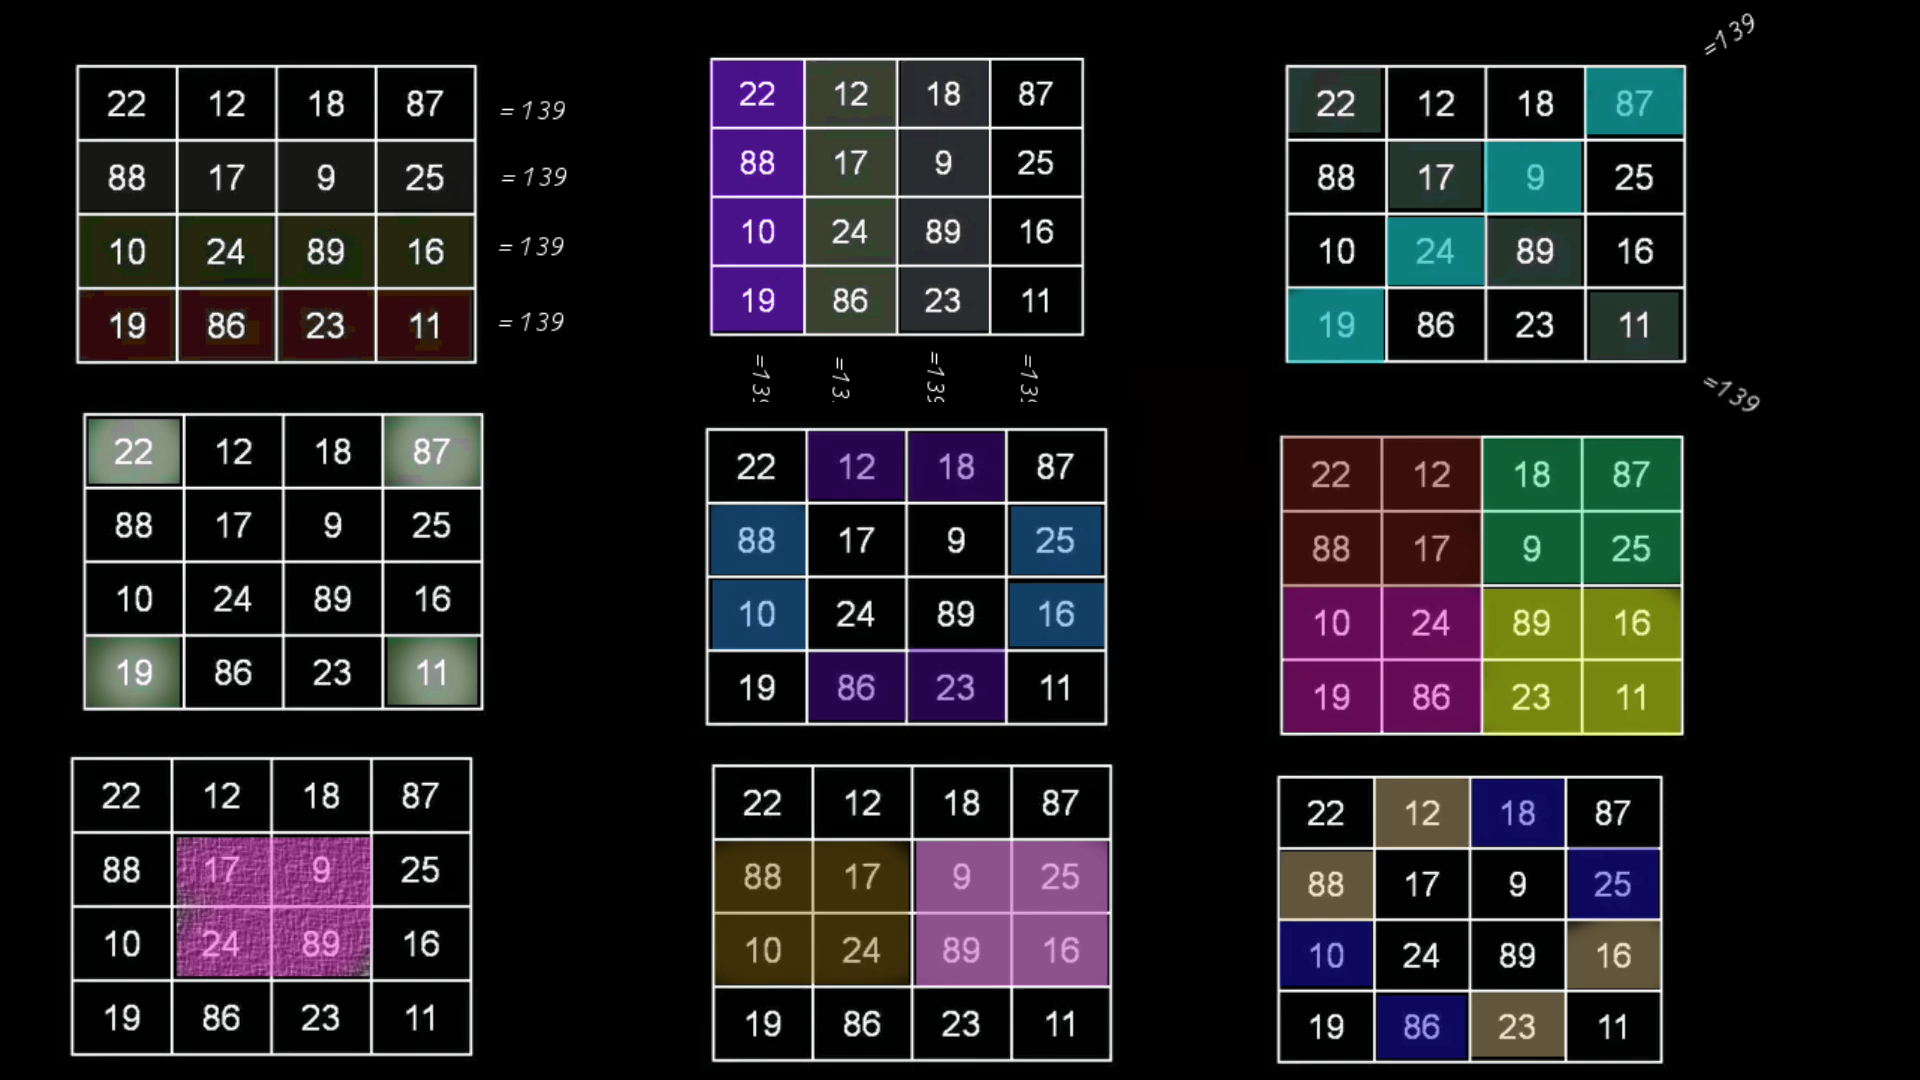 22 12 18 87 =139
88 17 9 25 =139
10 24 89 16 =139
19 86 23 11 =139
22 12 18 87
88 17 9 25
10 24 89 16
19 86 23 11
=139 =13 =139 =139
=139
22 12 18 87
88 17 9 25
10 24 89 16
19 86 23 11
=139
22 12 18 87
88 17 9 25
10 24 89 16
19 86 23 11
22 12 18 87
88 17 9 25
10 24 89 16
19 86 23 11
22 12 18 87
88 17 9 25
10 24 89 16
19 86 23 11
22 12 18 87
88 17 9 25
10 24 89 16
19 86 23 11
22 12 18 87
88 17 9 25
10 24 89 16
19 86 23 11
22 12 18 87
88 17 9 25
10 24 89 16
19 86 23 11